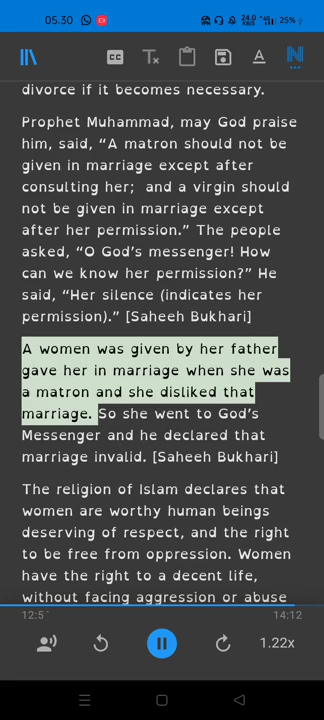 05.30 24.0 KB/S 4G 25%
CC T× A N
divorce if it becomes necessary.
Prophet Muhammad, may God praise
him, said, “A matron should not be
given in marriage except after
consulting her;  and a virgin should
not be given in marriage except
after her permission.” The people
asked, “O God’s messenger! How
can we know her permission?” He
said, “Her silence (indicates her
permission).” [Saheeh Bukhari]
A women was given by her father
gave her in marriage when she was
a matron and she disliked that
marriage. So she went to God’s
Messenger and he declared that
marriage invalid. [Saheeh Bukhari]
The religion of Islam declares that
women are worthy human beings
deserving of respect, and the right
to be free from oppression. Women
have the right to a decent life,
without facing aggression or abuse
14:12
1.22x